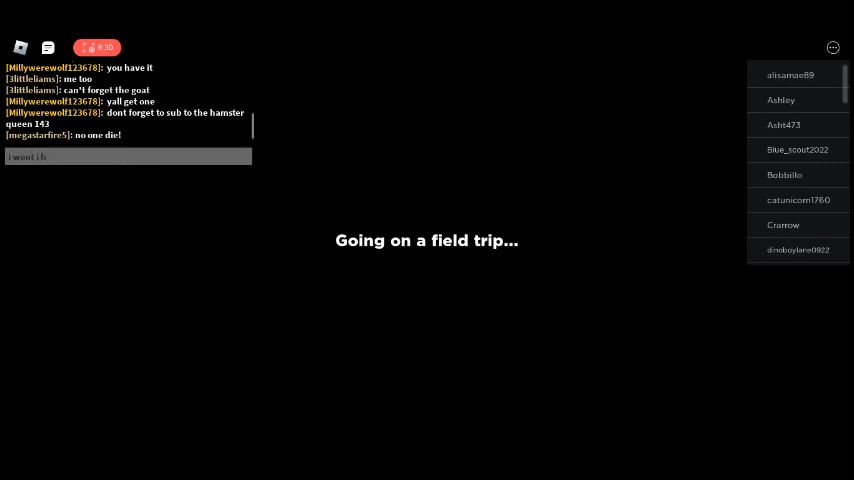 6:30
[Millywerewolf123678]: you have it
[3littleliams]: me too
[3littleliams]: can't forget the goat
[Millywerewolf123678]: yall get one
[Millywerewolf123678]: dont forget to sub to the hamster
queen 143
[megastarfire5]: no one die!
i wont i h
Going on a field trip...
alisamae89
Ashley
Asht473
Blue_scout2022
Bobbillo
catunicorn1760
Crarrow
dinoboylane0922